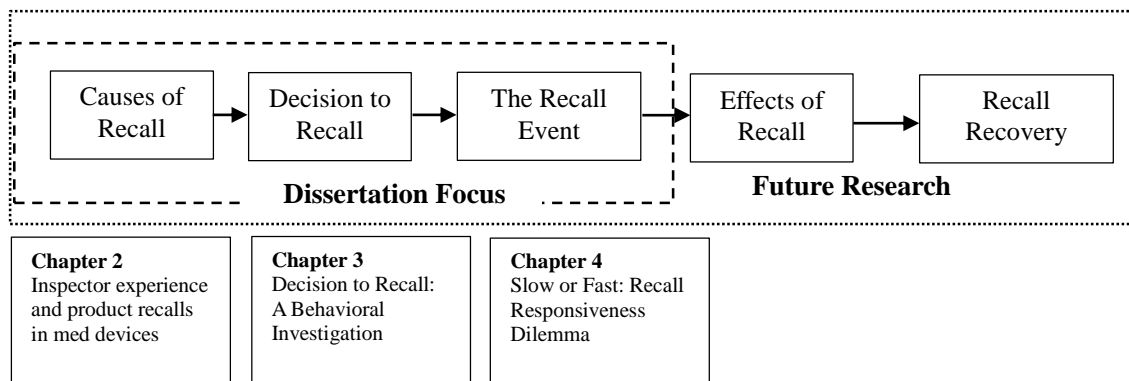 Causes of
Recall
Decision to
Recall
The Recall
Event
Effects of
Recall
Recall
Recovery
Dissertation Focus
Future Research
Chapter 2
Inspector experience
and product recalls
in med devices
Chapter 3
Decision to Recall:
A Behavioral
Investigation
Chapter 4
Slow or Fast: Recall
Responsiveness
Dilemma